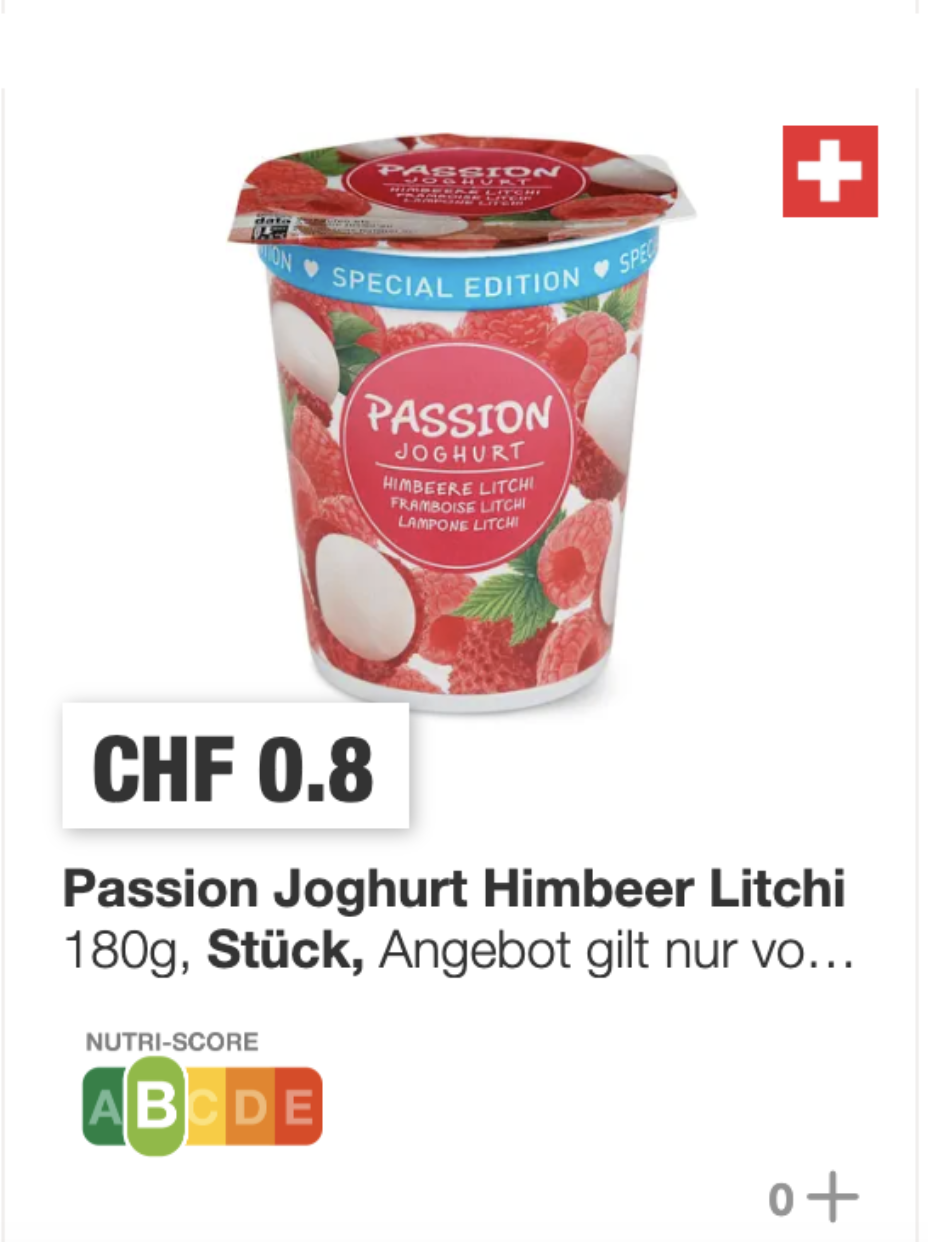 PASSION
JOGHURT
HIMBEERE LITCHI
FRAMBOISE LITCHI
LAMPONE LITCHI
data
ION ♥ SPECIAL EDITION ♥ SPEC
PASSION
JOGHURT
HIMBEERE LITCHI
FRAMBOISE LITCHI
LAMPONE LITCHI
CHF 0.8
Passion Joghurt Himbeer Litchi
180g, Stück, Angebot gilt nur vo...
NUTRI-SCORE
A B C D E
0